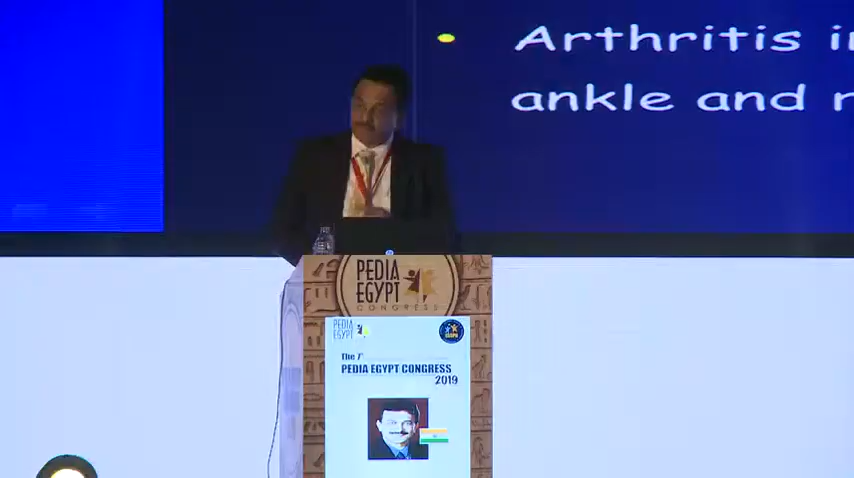 Arthritis
ankle and
PEDIA
EGYPT
CONGRESS
PEDIA
EGYPT
The 7
PEDIA EGYPT CONGRESS
2019